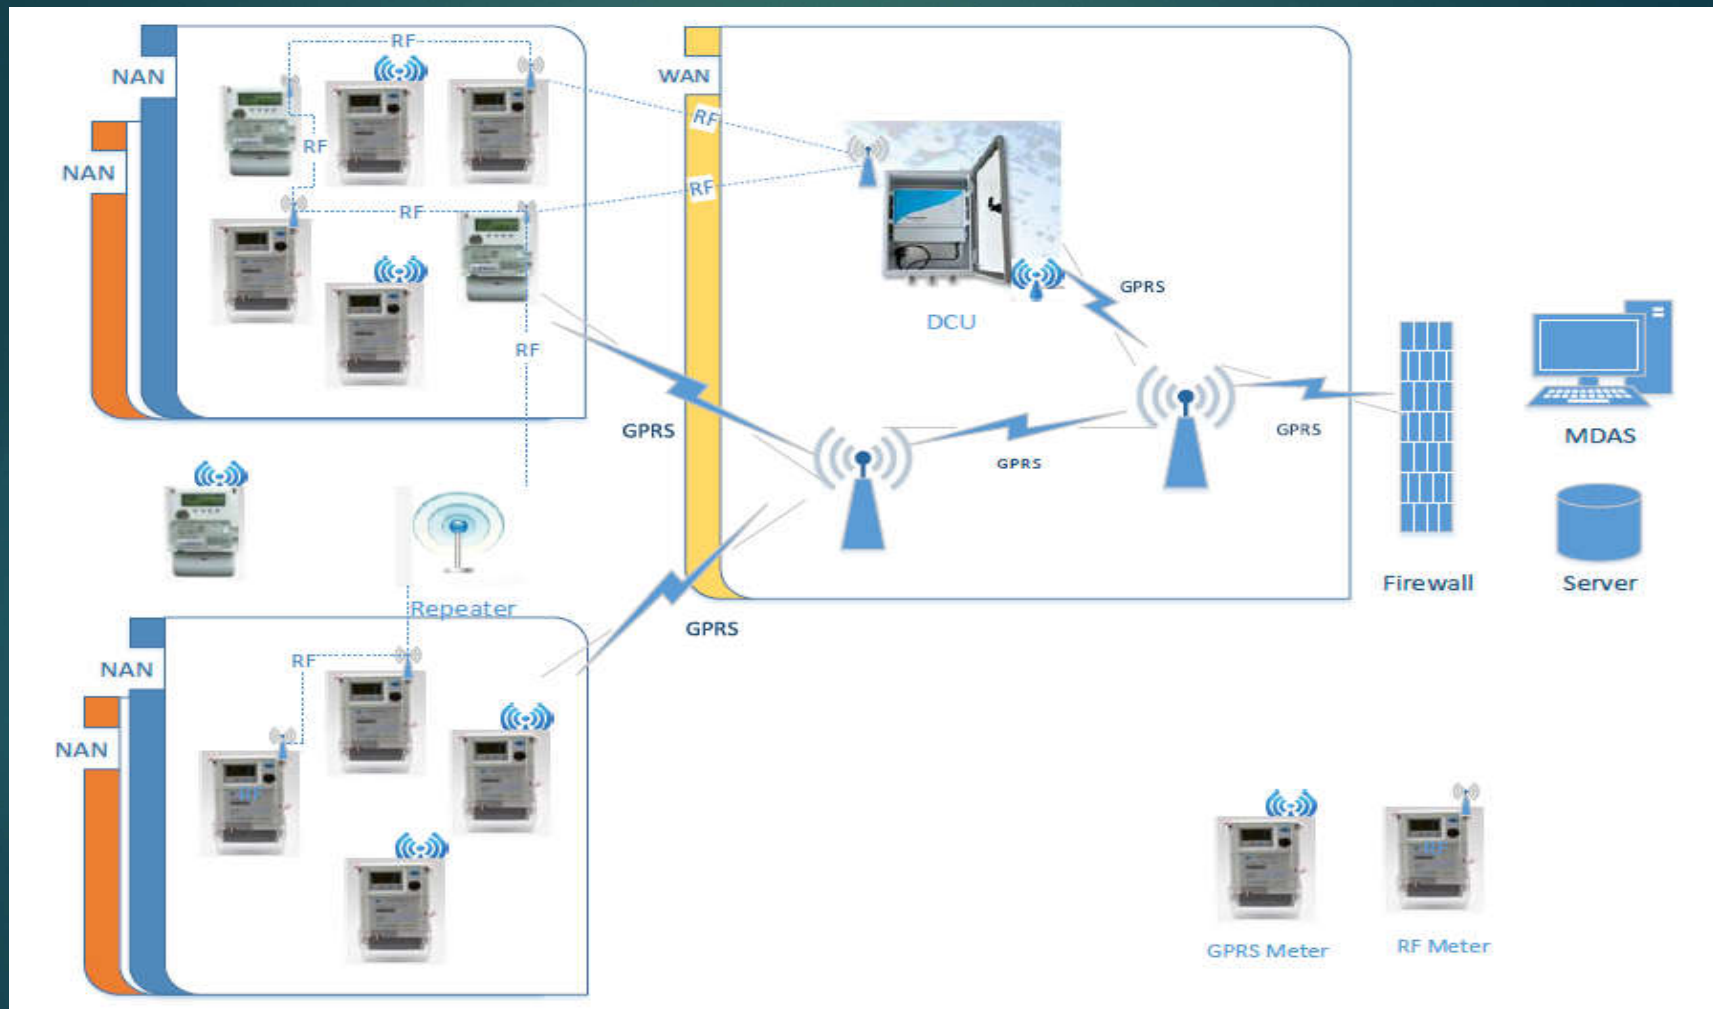 RF
NAN
WAN
RF
RF
NAN
RF
RF
GPRS
DCU
RF
GPRS
GPRS
MDAS
GPRS
Repeater
Firewall
Server
GPRS
RF
NAN
NAN
GPRS Meter
RF Meter